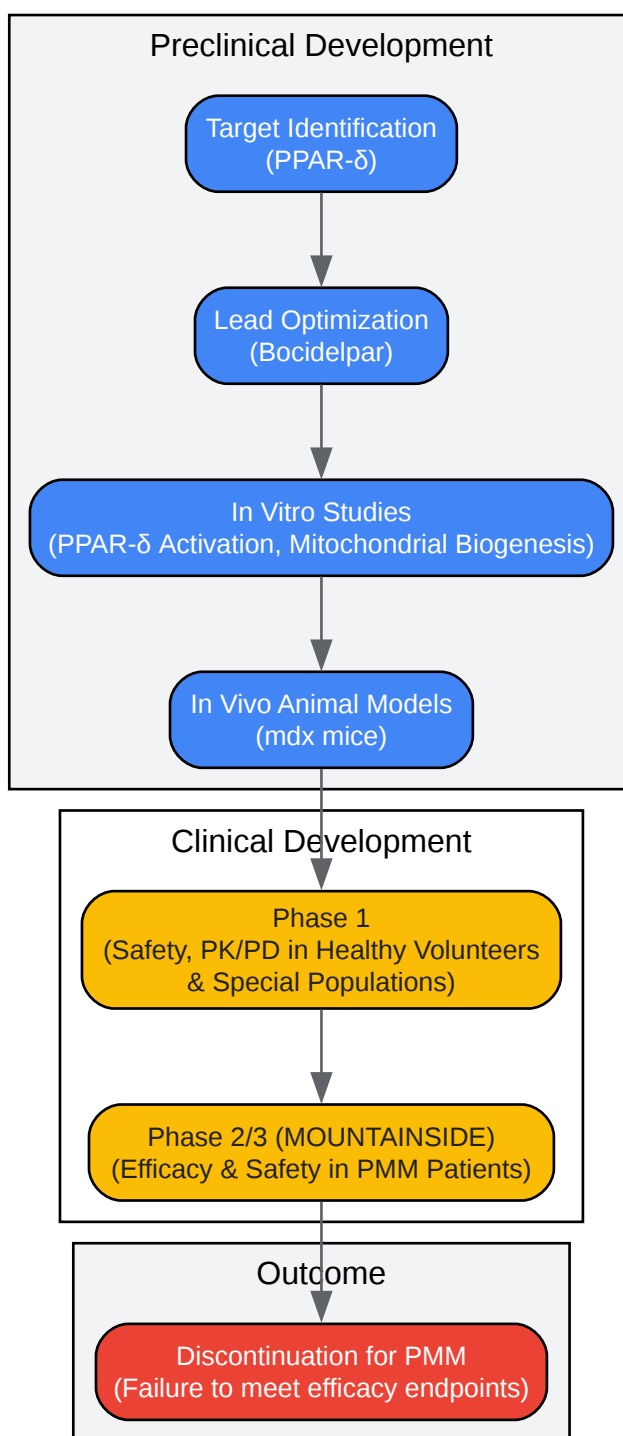 Preclinical Development
Target Identification
(PPAR-δ)
Lead Optimization
(Bocidelpar)
In Vitro Studies
(PPAR-δ Activation, Mitochondrial Biogenesis)
In Vivo Animal Models
(mdx mice)
Clinical Development
Phase 1
(Safety, PK/PD in Healthy Volunteers
& Special Populations)
Phase 2/3 (MOUNTAINSIDE)
(Efficacy & Safety in PMM Patients)
Outcome
Discontinuation for PMM
(Failure to meet efficacy endpoints)